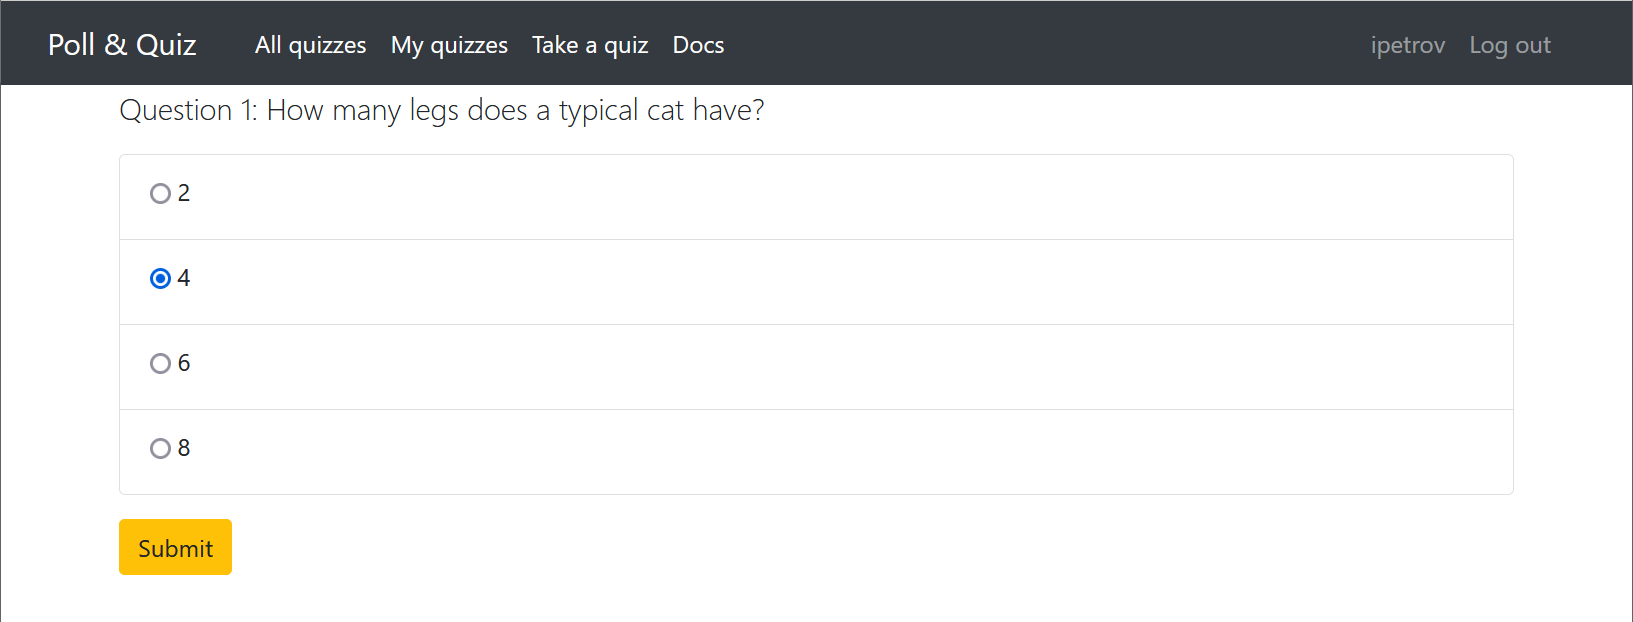 Poll & Quiz All quizzes My quizzes Take a quiz Docs ipetrov Log out
Question 1: How many legs does a typical cat have?
2
4
6
8
Submit